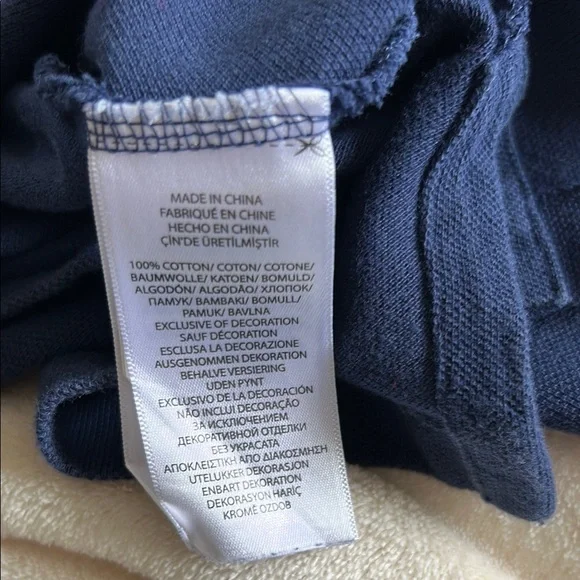 MADE IN CHINA
FABRIQUÉ EN CHINE
HECHO EN CHINA
ÇİN'DE ÜRETİLMİŞTİR
100% COTTON/ COTON/ COTONE/
BAUMWOLLE/ KATOEN/ BOMULD/
ALGODÓN/ ALGODÃO/ ХЛОПОК/
ПАМУК/ BAMBAKI/ BOMULL/
PAMUK/ BAVLNA
EXCLUSIVE OF DECORATION
SAUF DÉCORATION
ESCLUSA LA DECORAZIONE
AUSGENOMMEN DEKORATION
BEHALVE VERSIERING
UDEN PYNT
EXCLUSIVO DE LA DECORACIÓN
NÃO INCLUI DECORAÇÃO
ЗА ИСКЛЮЧЕНИЕМ
ДЕКОРАТИВНОЙ ОТДЕЛКИ
БЕЗ УКРАСАТА
ΑΠΟΚΛΕΙΣΤΙΚΗ ΑΠΟ ΔΙΑΚΟΣΜΗΣΗ
UTELUKKER DEKORASJON
ENBART DEKORATION
DEKORASYON HARİÇ
KROMĚ OZDOB